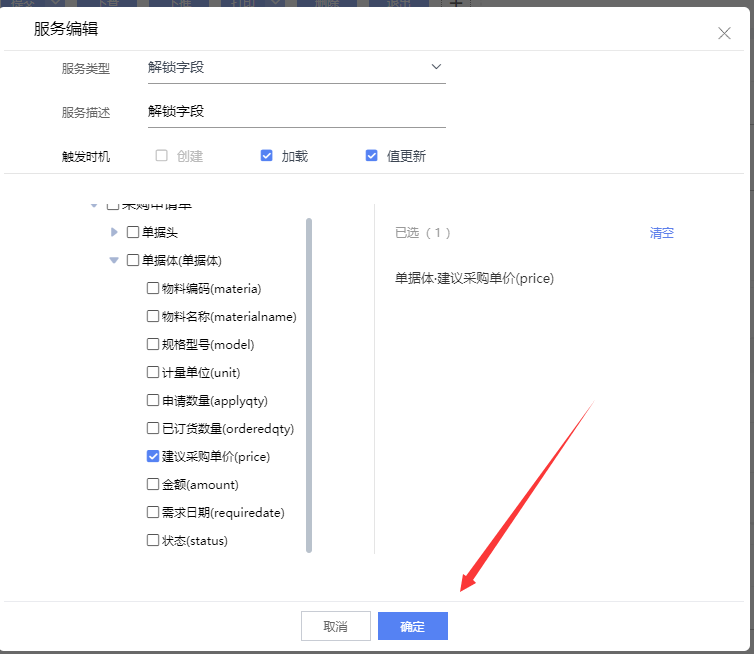 服务编辑
服务类型 解锁字段
服务描述 解锁字段
触发时机 创建 加载 值更新
采购申请单
单据头
单据体(单据体)
物料编码(materia)
物料名称(materialname)
规格型号(model)
计量单位(unit)
申请数量(applyqty)
已订货数量(orderedqty)
建议采购单价(price)
金额(amount)
需求日期(requiredate)
状态(status)
已选（1） 清空
单据体·建议采购单价(price)
取消 确定